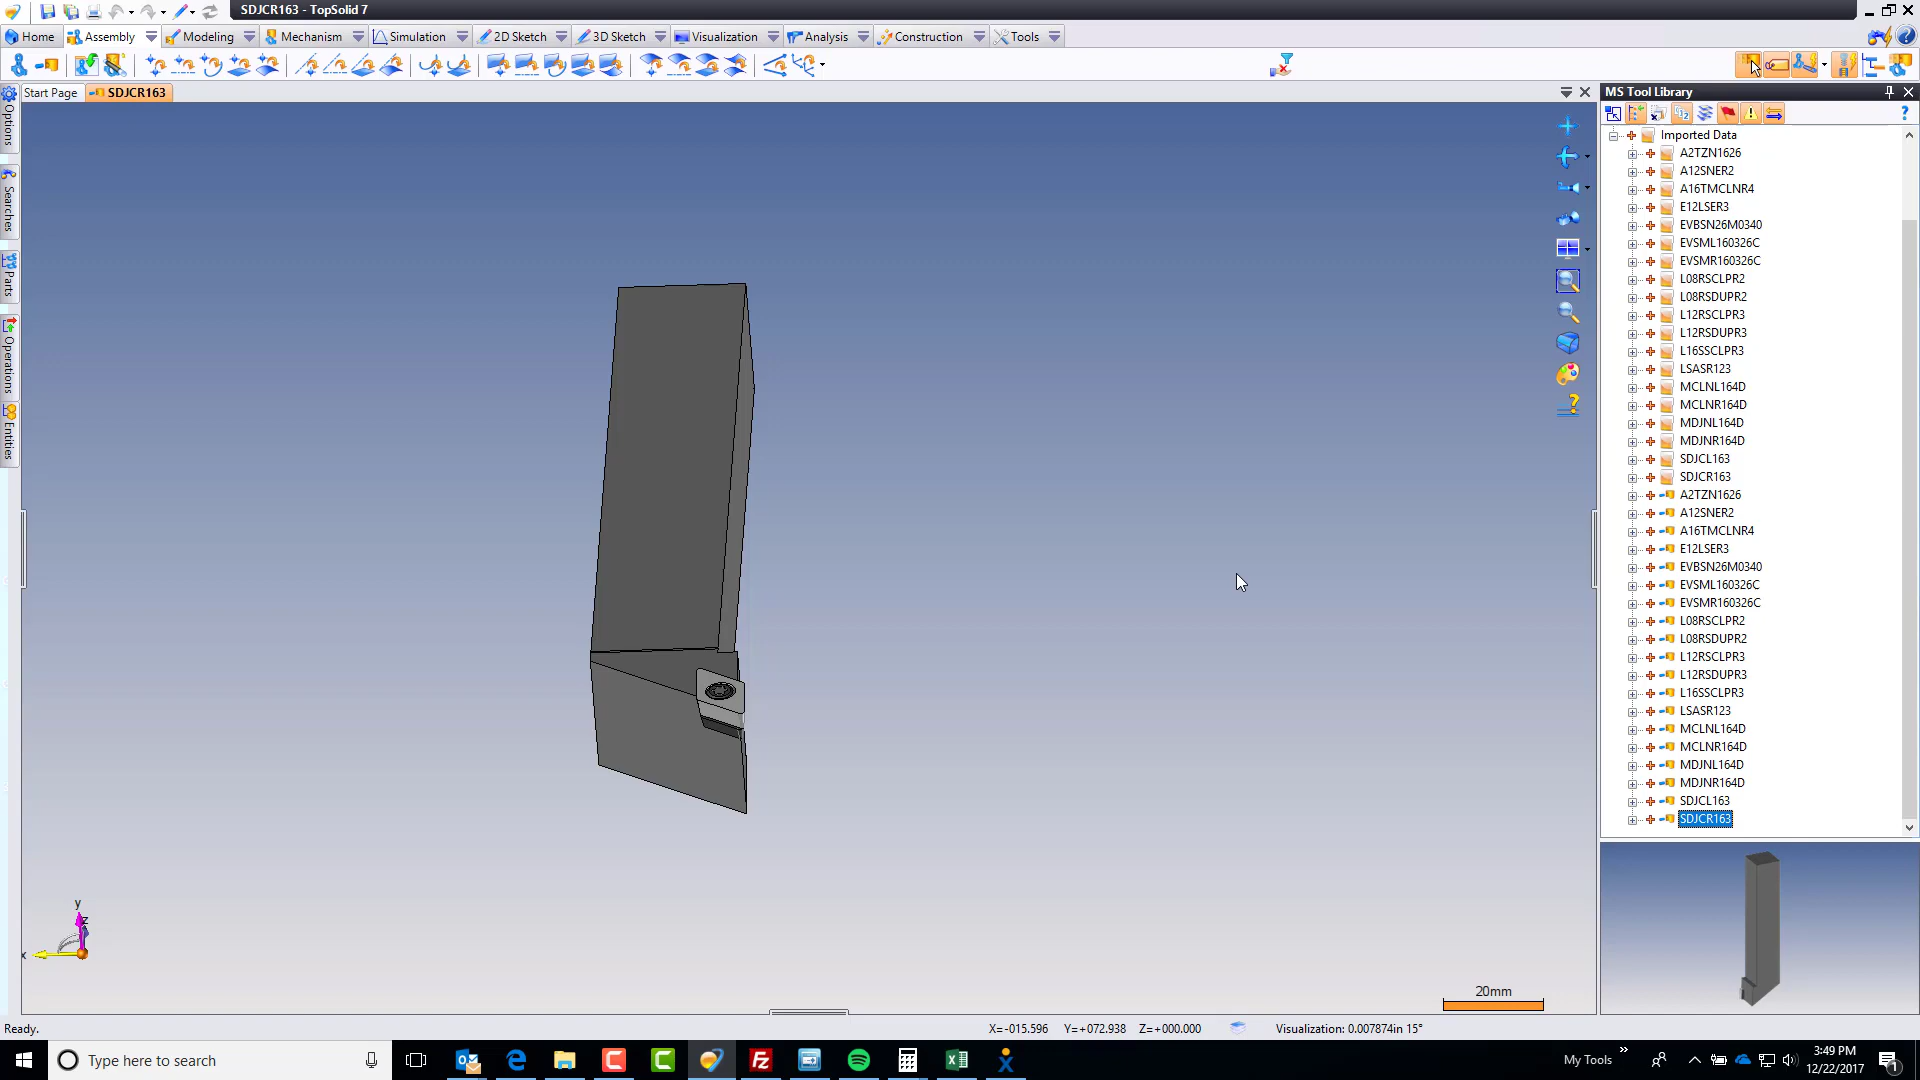 SDJCR163 - TopSolid 7
Home Assembly Modeling Mechanism Simulation 2D Sketch 3D Sketch Visualization Analysis Construction Tools
Start Page SDJCR163
Options
Searches
Parts
Operations
Entities
MS Tool Library
Imported Data
A2TZN1626
A12SNER2
A16TMCLNR4
E12LSER3
EVBSN26M0340
EVSML160326C
EVSMR160326C
L08RSCLPR2
L08RSDUPR2
L12RSCLPR3
L12RSDUPR3
L16SSCLPR3
LSASR123
MCLNL164D
MCLNR164D
MDJNL164D
MDJNR164D
SDJCL163
SDJCR163
A2TZN1626
A12SNER2
A16TMCLNR4
E12LSER3
EVBSN26M0340
EVSML160326C
EVSMR160326C
L08RSCLPR2
L08RSDUPR2
L12RSCLPR3
L12RSDUPR3
L16SSCLPR3
LSASR123
MCLNL164D
MCLNR164D
MDJNL164D
MDJNR164D
SDJCL163
SDJCR163
y
z
x
20mm
Ready.
X=-015.596 Y=+072.938 Z=+000.000 Visualization: 0.007874in 15°
Type here to search
My Tools
3:49 PM
12/22/2017
1